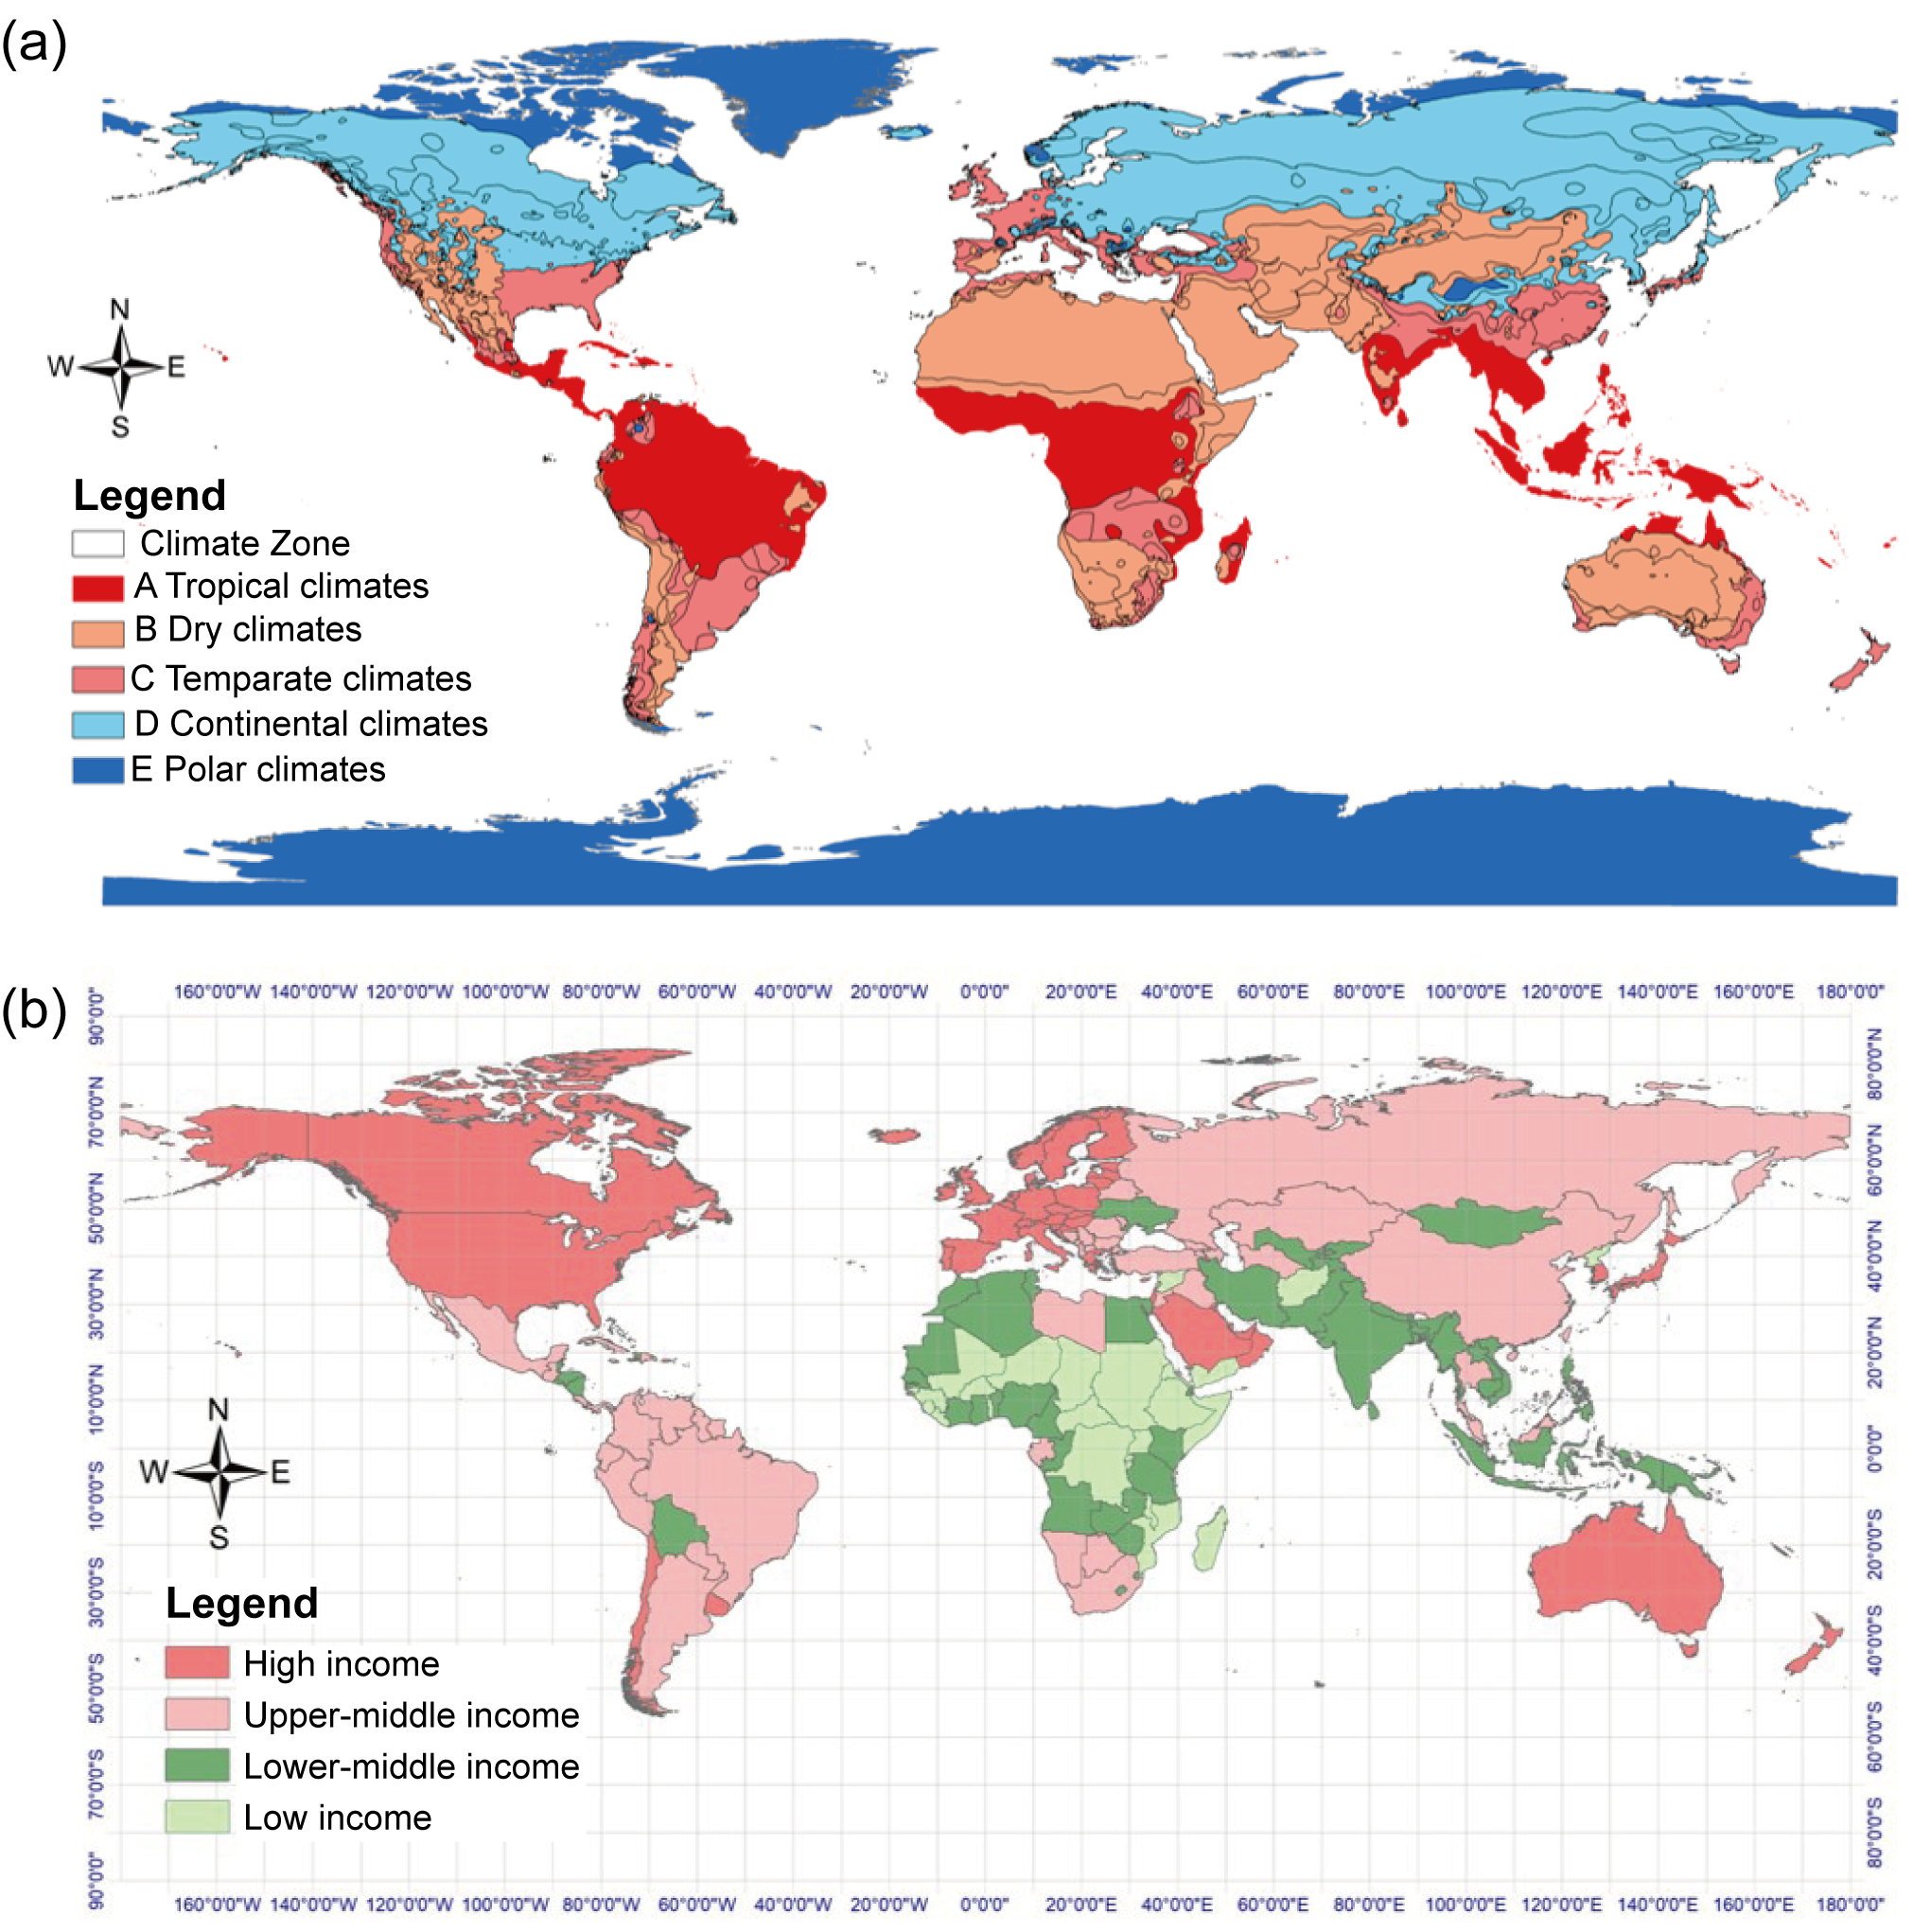 (a)
N
W E
S
Legend
Climate Zone
A Tropical climates
B Dry climates
C Temparate climates
D Continental climates
E Polar climates
(b)
160°0'0"W 140°0'0"W 120°0'0"W 100°0'0"W 80°0'0"W 60°0'0"W 40°0'0"W 20°0'0"W 0°0'0" 20°0'0"E 40°0'0"E 60°0'0"E 80°0'0"E 100°0'0"E 120°0'0"E 140°0'0"E 160°0'0"E 180°0'0"
90°0'0"
70°0'0"N
50°0'0"N
30°0'0"N
10°0'0"N
10°0'0"S
30°0'0"S
50°0'0"S
70°0'0"S
90°0'0"
80°0'0"N
60°0'0"N
40°0'0"N
20°0'0"N
0°0'0"
20°0'0"S
40°0'0"S
60°0'0"S
80°0'0"S
N
W E
S
Legend
High income
Upper-middle income
Lower-middle income
Low income
160°0'0"W 140°0'0"W 120°0'0"W 100°0'0"W 80°0'0"W 60°0'0"W 40°0'0"W 20°0'0"W 0°0'0" 20°0'0"E 40°0'0"E 60°0'0"E 80°0'0"E 100°0'0"E 120°0'0"E 140°0'0"E 160°0'0"E 180°0'0"